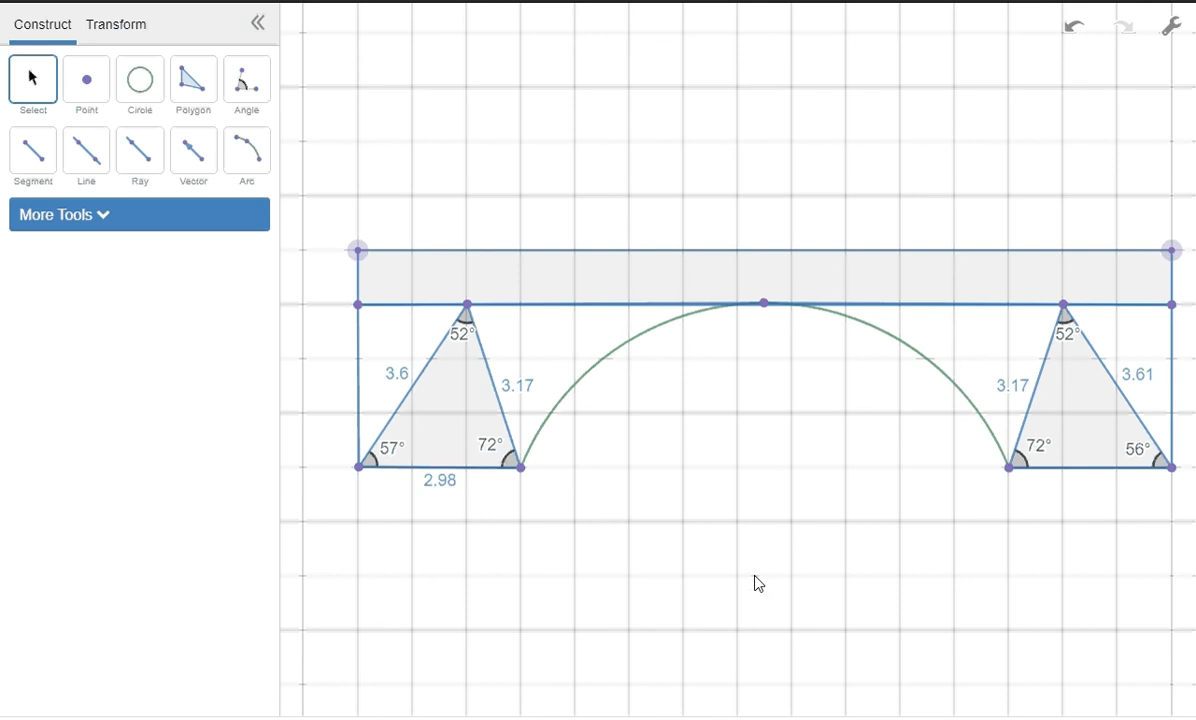 Construct Transform
Select Point Circle Polygon Angle
Segment Line Ray Vector Arc
More Tools
52° 52°
3.6 3.17 3.17 3.61
57° 72° 72° 56°
2.98